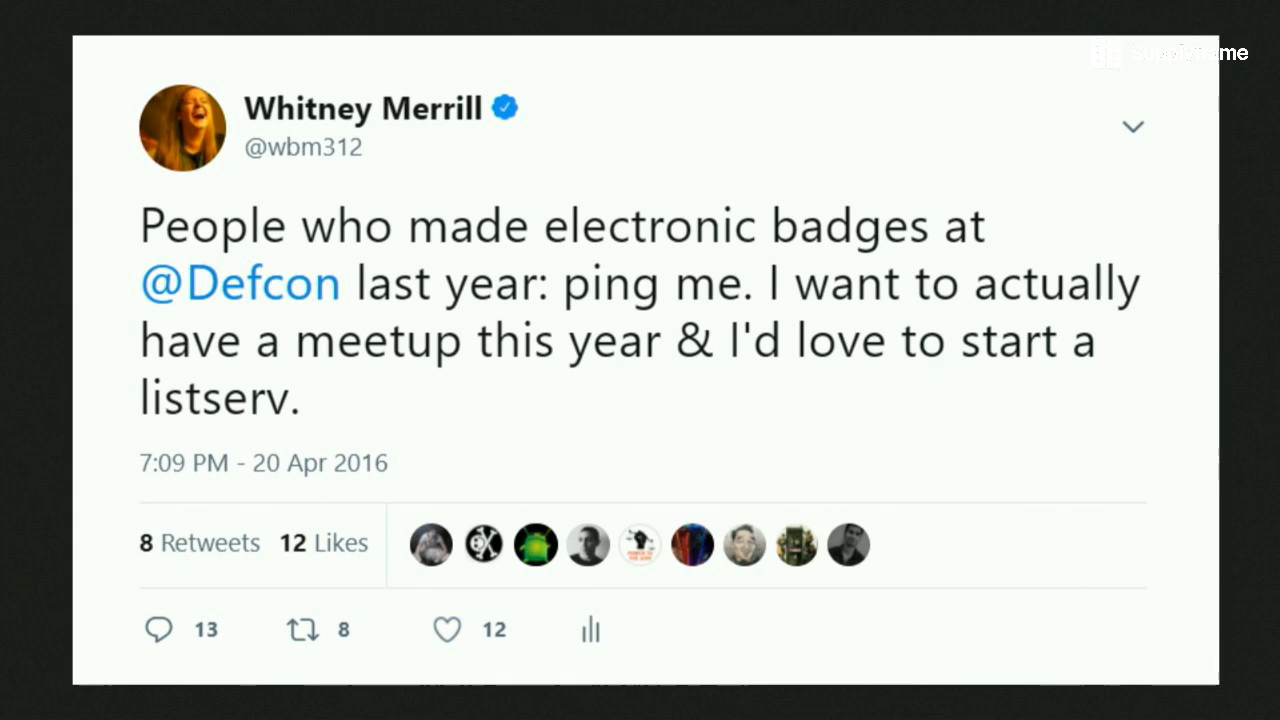 Supplyframe
Whitney Merrill
@wbm312
People who made electronic badges at
@Defcon last year: ping me. I want to actually
have a meetup this year & I'd love to start a
listserv.
7:09 PM - 20 Apr 2016
8 Retweets 12 Likes
13 8 12